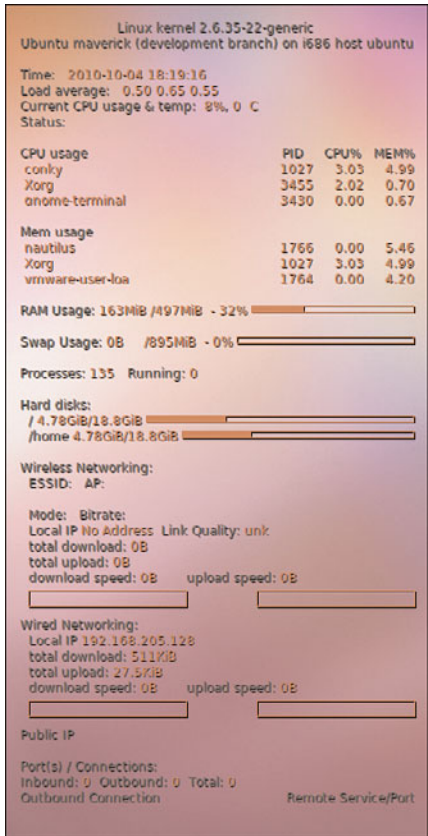 Linux kernel 2.6.35-22-generic
Ubuntu maverick (development branch) on i686 host ubuntu
Time: 2010-10-04 18:19:16
Load average: 0.50 0.65 0.55
Current CPU usage & temp: 8%, 0 C
Status:
CPU usage PID CPU% MEM%
conky 1027 3.03 4.99
Xorg 3455 2.02 0.70
gnome-terminal 3430 0.00 0.67
Mem usage
nautilus 1766 0.00 5.46
Xorg 1027 3.03 4.99
vmware-user-loa 1764 0.00 4.20
RAM Usage: 163MiB /497MiB - 32%
Swap Usage: 0B /895MiB - 0%
Processes: 135 Running: 0
Hard disks:
/ 4.78GiB/18.8GiB
/home 4.78GiB/18.8GiB
Wireless Networking:
ESSID: AP:
Mode: Bitrate:
Local IP No Address Link Quality: unk
total download: 0B
total upload: 0B
download speed: 0B upload speed: 0B
Wired Networking:
Local IP 192.168.205.128
total download: 511KiB
total upload: 27.5KiB
download speed: 0B upload speed: 0B
Public IP
Port(s) / Connections:
Inbound: 0 Outbound: 0 Total: 0
Outbound Connection Remote Service/Port